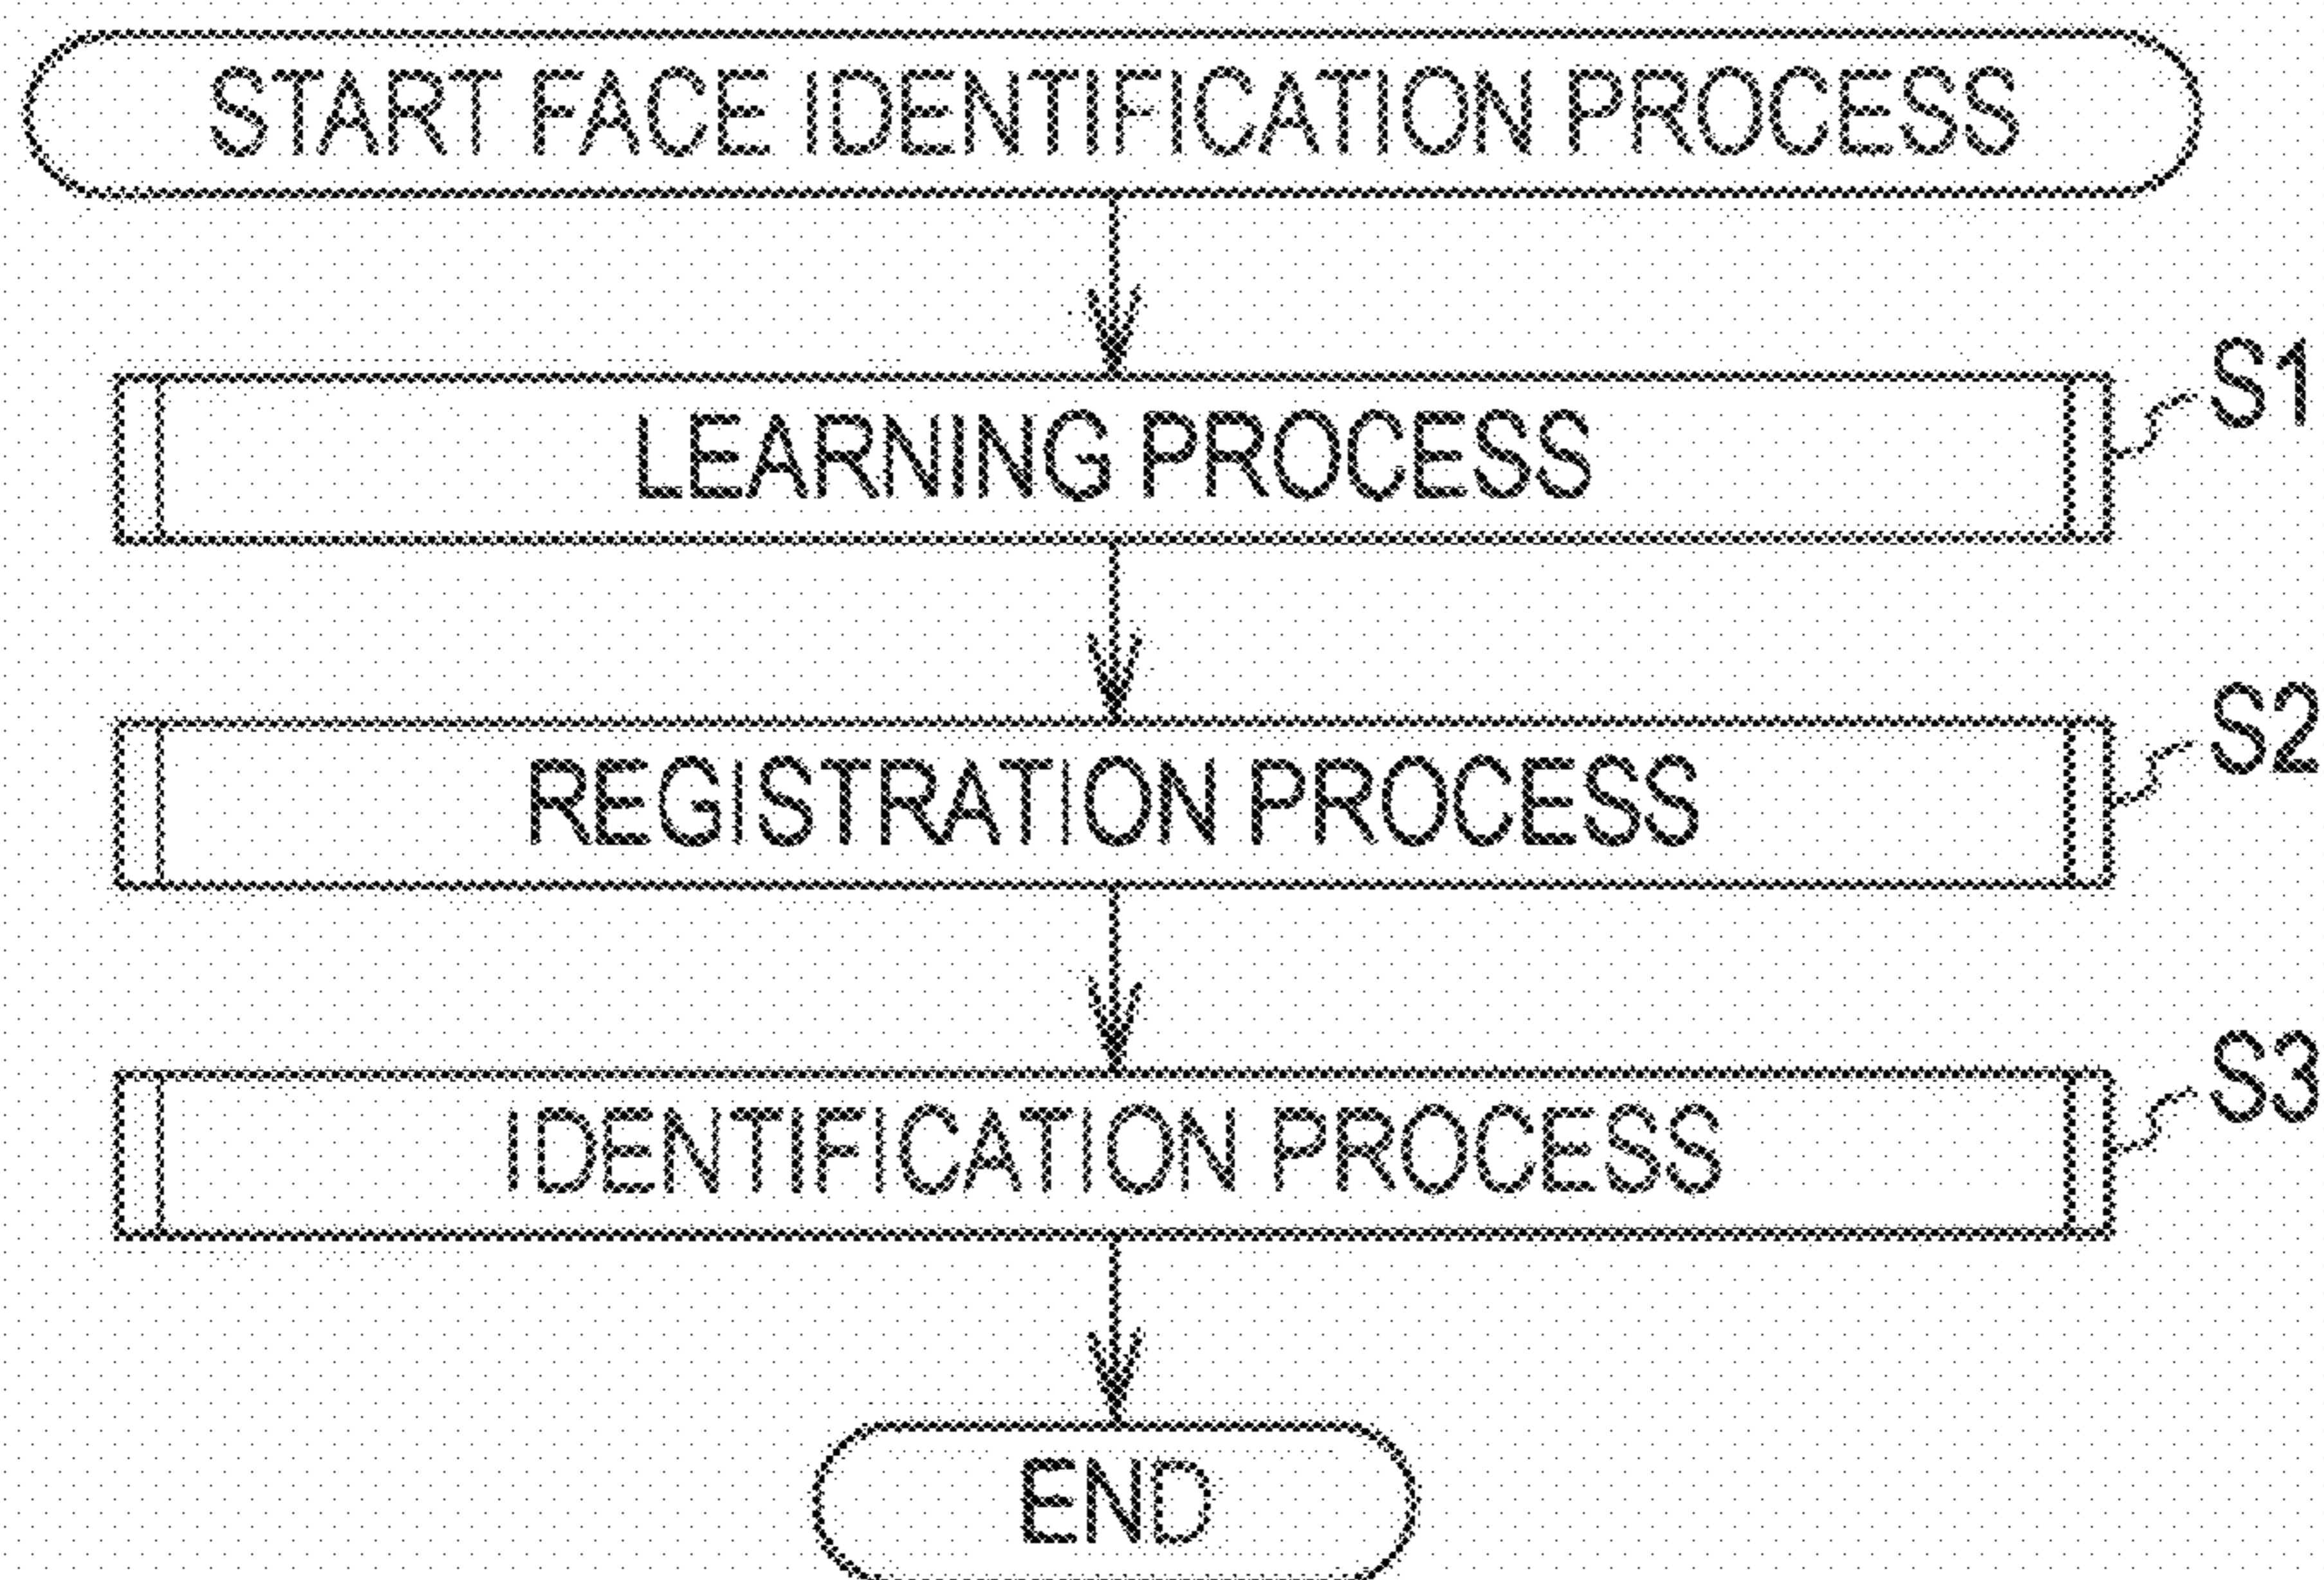 START FACE IDENTIFICATION PROCESS
S1
LEARNING PROCESS
S2
REGISTRATION PROCESS
S3
IDENTIFICATION PROCESS
END